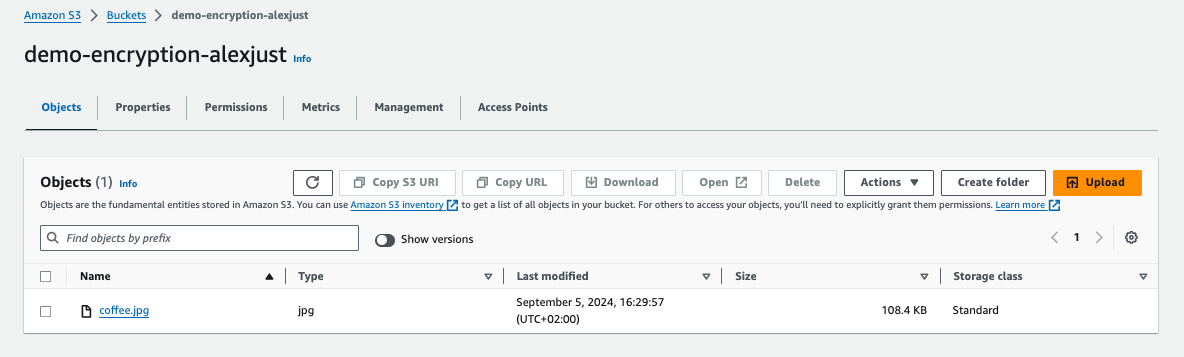 Amazon S3 > Buckets > demo-encryption-alexjust
demo-encryption-alexjust Info
Objects Properties Permissions Metrics Management Access Points
Objects (1) Info Copy S3 URI Copy URL Download Open Delete Actions Create folder Upload
Objects are the fundamental entities stored in Amazon S3. You can use Amazon S3 inventory to get a list of all objects in your bucket. For others to access your objects, you'll need to explicitly grant them permissions. Learn more
Find objects by prefix Show versions 1
Name Type Last modified Size Storage class
coffee.jpg jpg September 5, 2024, 16:29:57 108.4 KB Standard
(UTC+02:00)